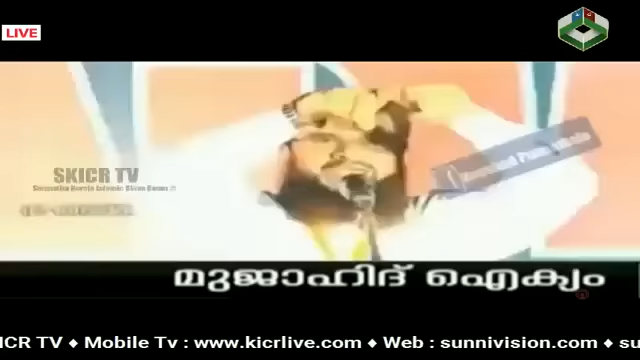 LIVE
SKICR TV
മുജാഹിദ് ഐക്യം
ICR TV ♦ Mobile Tv : www.kicrlive.com ♦ Web : sunnivision.com ♦ su